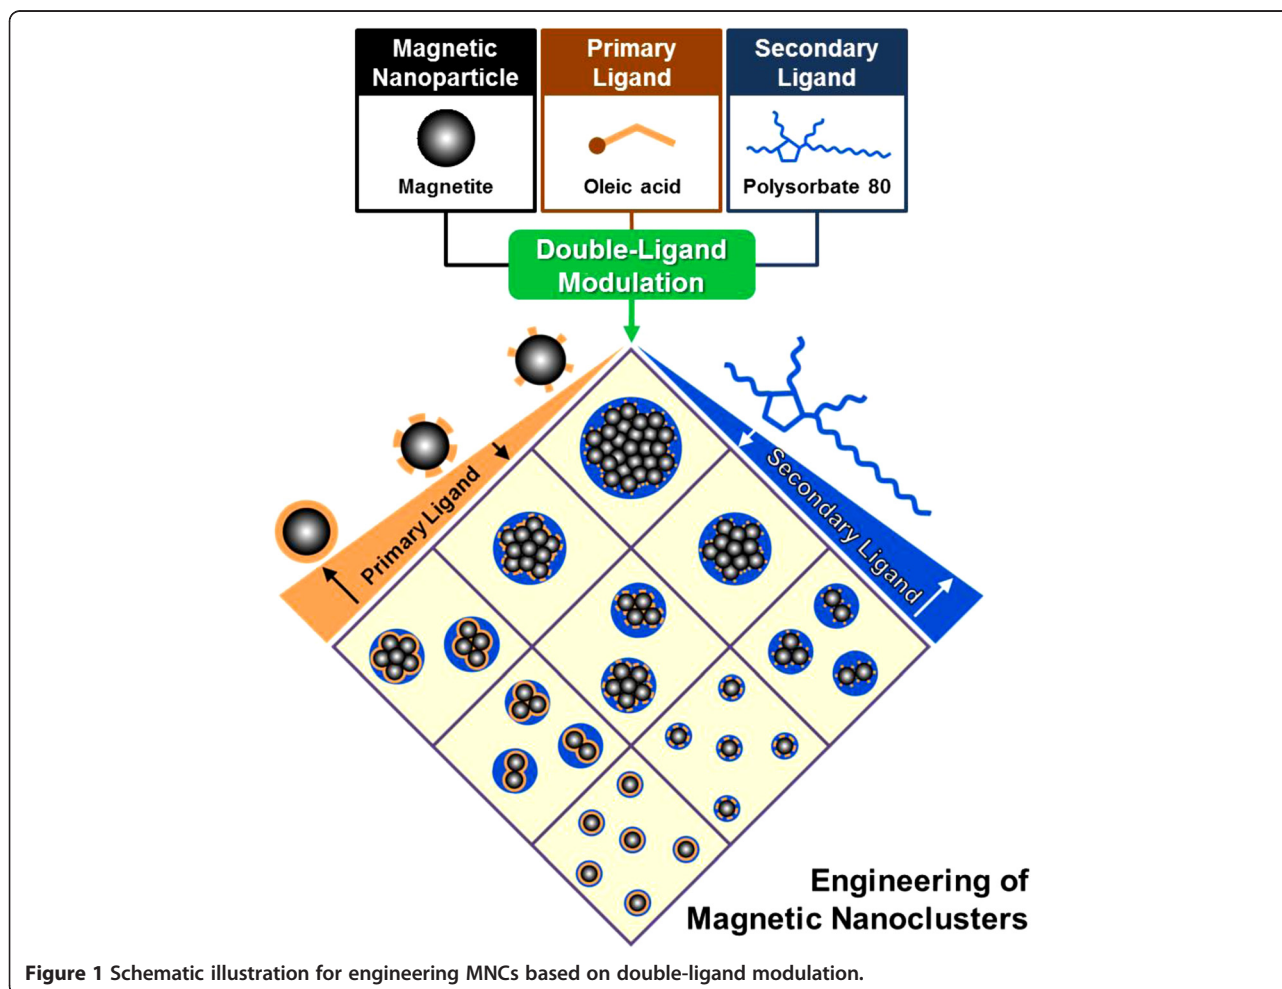 Magnetic
Nanoparticle
Magnetite
Primary
Ligand
Oleic acid
Secondary
Ligand
Polysorbate 80
Double-Ligand
Modulation
Primary Ligand
Secondary Ligand
Engineering of
Magnetic Nanoclusters
Figure 1 Schematic illustration for engineering MNCs based on double-ligand modulation.